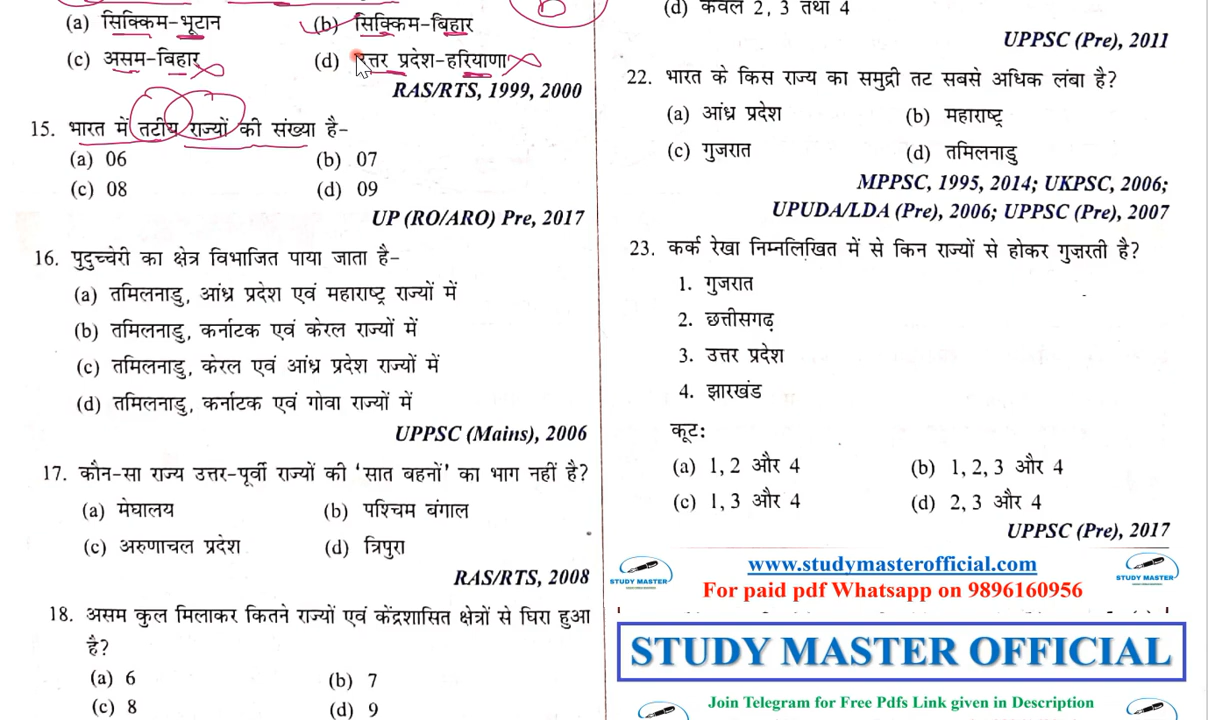 (a) सिक्किम-भूटान
(b) सिक्किम-बिहार
(c) असम-बिहार
(d) उत्तर प्रदेश-हरियाणा
RAS/RTS, 1999, 2000
15. भारत में तटीय राज्यों की संख्या है-
(a) 06
(b) 07
(c) 08
(d) 09
UP (RO/ARO) Pre, 2017
16. पुदुच्चेरी का क्षेत्र विभाजित पाया जाता है-
(a) तमिलनाडु, आंध्र प्रदेश एवं महाराष्ट्र राज्यों में
(b) तमिलनाडु, कर्नाटक एवं केरल राज्यों में
(c) तमिलनाडु, केरल एवं आंध्र प्रदेश राज्यों में
(d) तमिलनाडु, कर्नाटक एवं गोवा राज्यों में
UPPSC (Mains), 2006
17. कौन-सा राज्य उत्तर-पूर्वी राज्यों की ‘सात बहनों’ का भाग नहीं है?
(a) मेघालय
(b) पश्चिम बंगाल
(c) अरुणाचल प्रदेश
(d) त्रिपुरा
RAS/RTS, 2008
18. असम कुल मिलाकर कितने राज्यों एवं केंद्रशासित क्षेत्रों से घिरा हुआ
है?
(a) 6
(b) 7
(c) 8
(d) 9
(d) केवल 2, 3 तथा 4
UPPSC (Pre), 2011
22. भारत के किस राज्य का समुद्री तट सबसे अधिक लंबा है?
(a) आंध्र प्रदेश
(b) महाराष्ट्र
(c) गुजरात
(d) तमिलनाडु
MPPSC, 1995, 2014; UKPSC, 2006;
UPUDA/LDA (Pre), 2006; UPPSC (Pre), 2007
23. कर्क रेखा निम्नलिखित में से किन राज्यों से होकर गुज़रती है?
1. गुजरात
2. छत्तीसगढ़
3. उत्तर प्रदेश
4. झारखंड
कूट:
(a) 1, 2 और 4
(b) 1, 2, 3 और 4
(c) 1, 3 और 4
(d) 2, 3 और 4
UPPSC (Pre), 2017
STUDY MASTER
www.studymasterofficial.com
For paid pdf Whatsapp on 9896160956
STUDY MASTER
STUDY MASTER OFFICIAL
Join Telegram for Free Pdfs Link given in Description